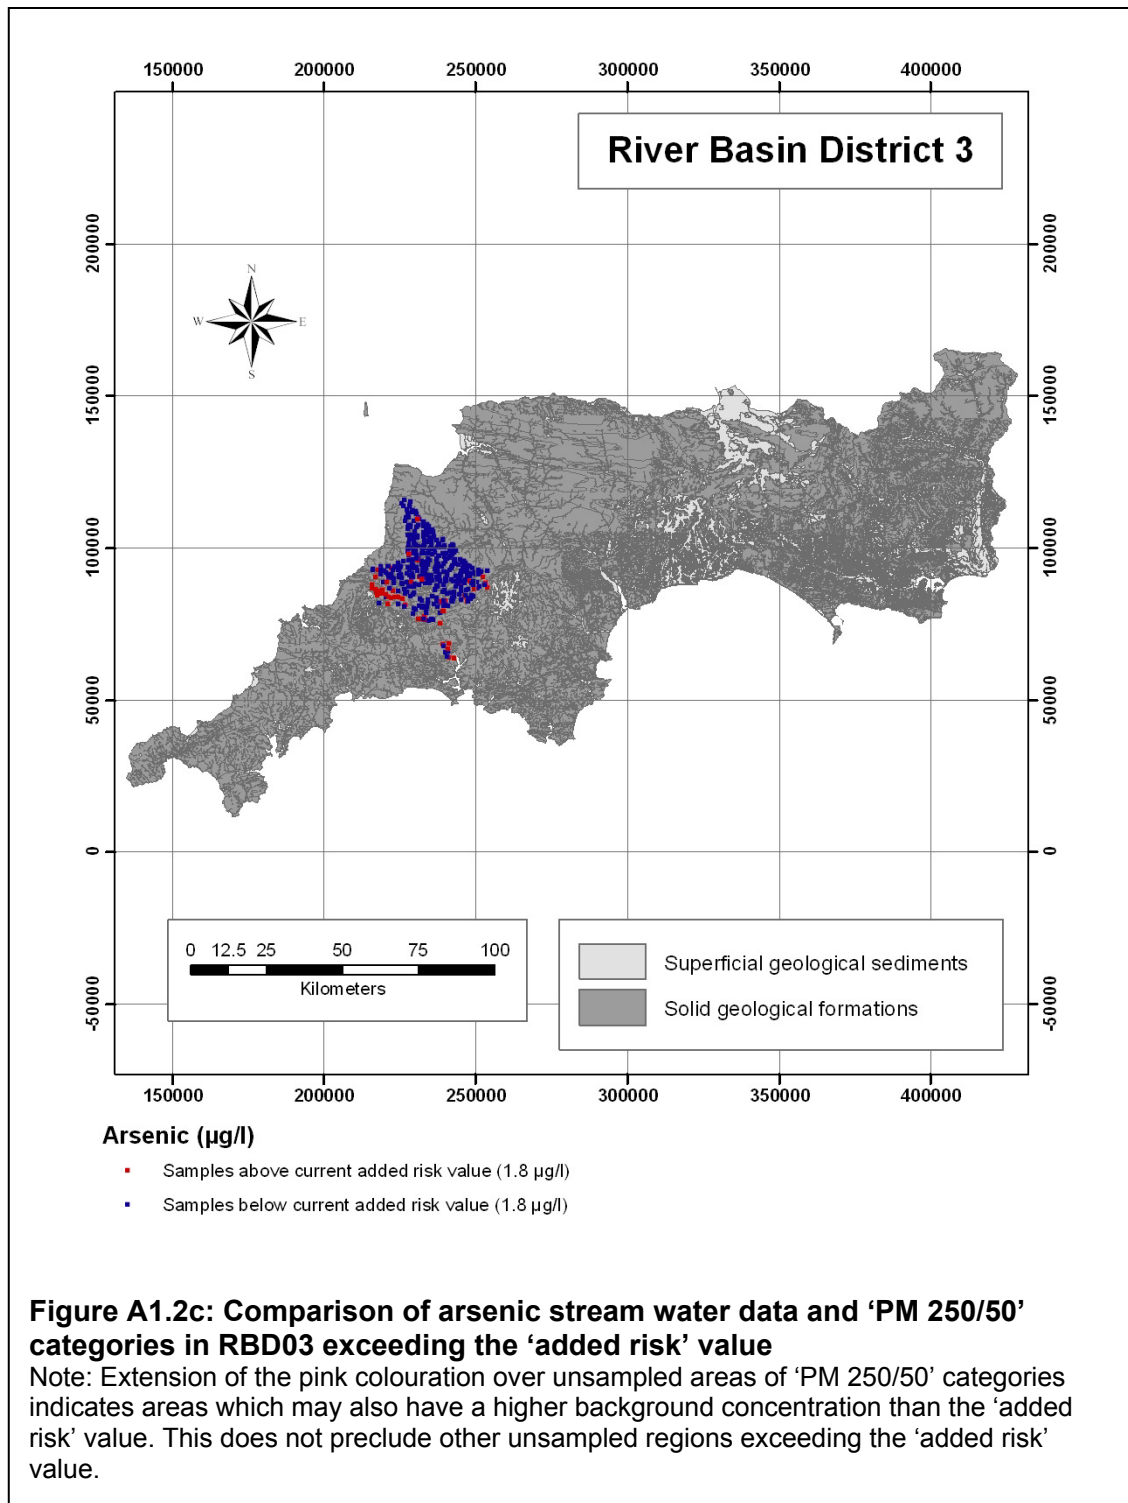 150000 200000 250000 300000 350000 400000
River Basin District 3
200000 200000
N
W E
S
150000 150000
100000 100000
50000 50000
0 0
0 12.5 25 50 75 100
Kilometers
Superficial geological sediments
Solid geological formations
-50000 -50000
150000 200000 250000 300000 350000 400000
Arsenic (µg/l)
Samples above current added risk value (1.8 µg/l)
Samples below current added risk value (1.8 µg/l)
Figure A1.2c: Comparison of arsenic stream water data and ‘PM 250/50’
categories in RBD03 exceeding the ‘added risk’ value
Note: Extension of the pink colouration over unsampled areas of ‘PM 250/50’ categories
indicates areas which may also have a higher background concentration than the ‘added
risk’ value. This does not preclude other unsampled regions exceeding the ‘added risk’
value.